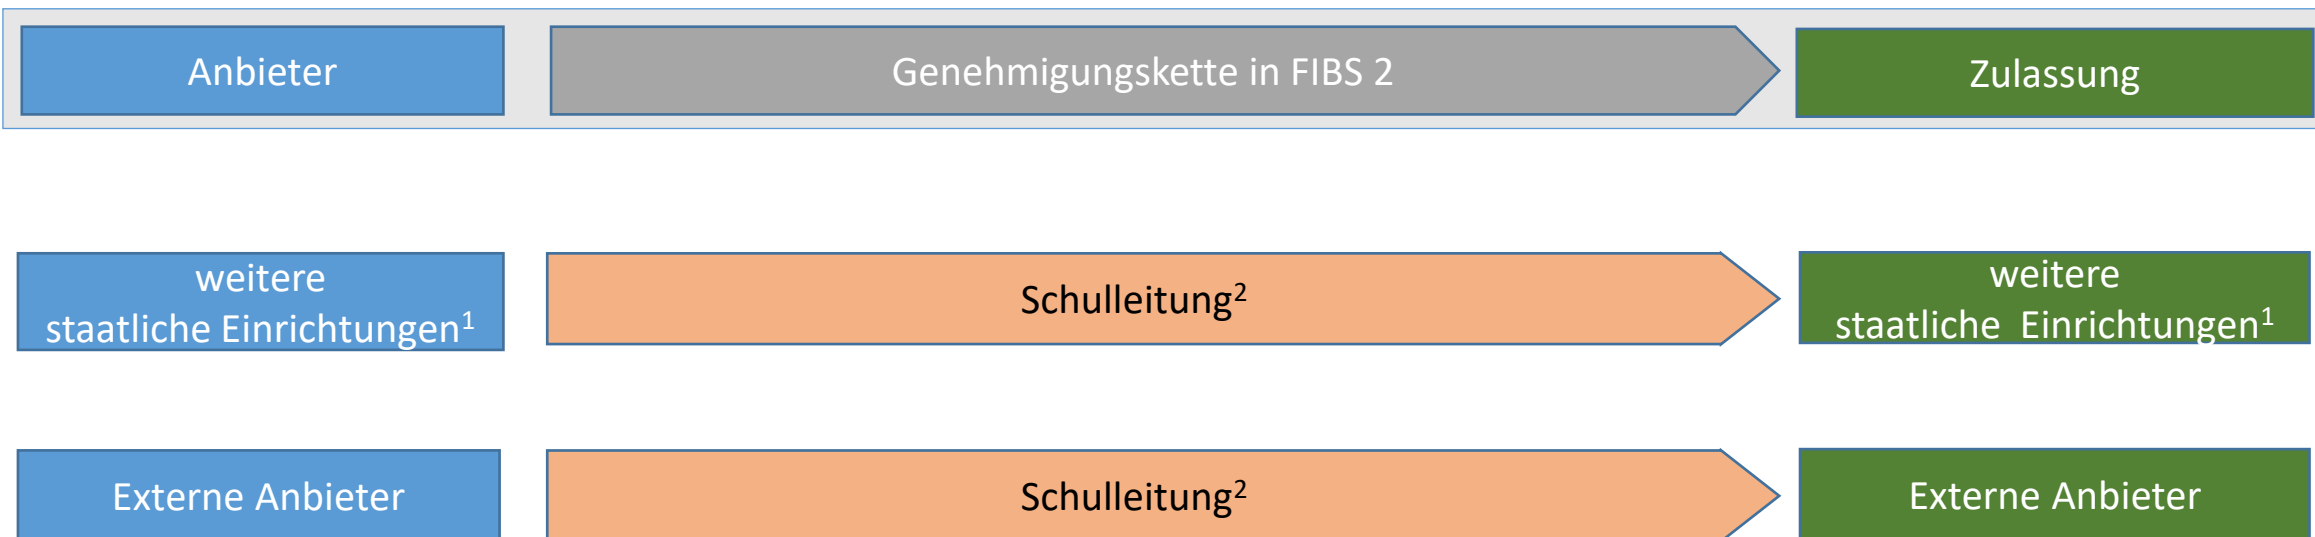 Anbieter
Genehmigungskette in FIBS 2
Zulassung
weitere
staatliche Einrichtungen¹
Schulleitung²
weitere
staatliche  Einrichtungen¹
Externe Anbieter
Schulleitung²
Externe Anbieter